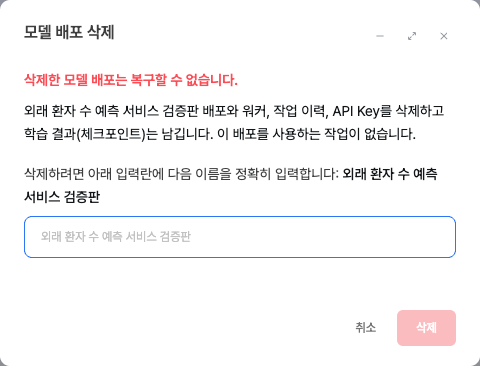 모델 배포 삭제
삭제한 모델 배포는 복구할 수 없습니다.
외래 환자 수 예측 서비스 검증판 배포와 워커, 작업 이력, API Key를 삭제하고
학습 결과(체크포인트)는 남깁니다. 이 배포를 사용하는 작업이 없습니다.
삭제하려면 아래 입력란에 다음 이름을 정확히 입력합니다: 외래 환자 수 예측
서비스 검증판
외래 환자 수 예측 서비스 검증판
취소
삭제